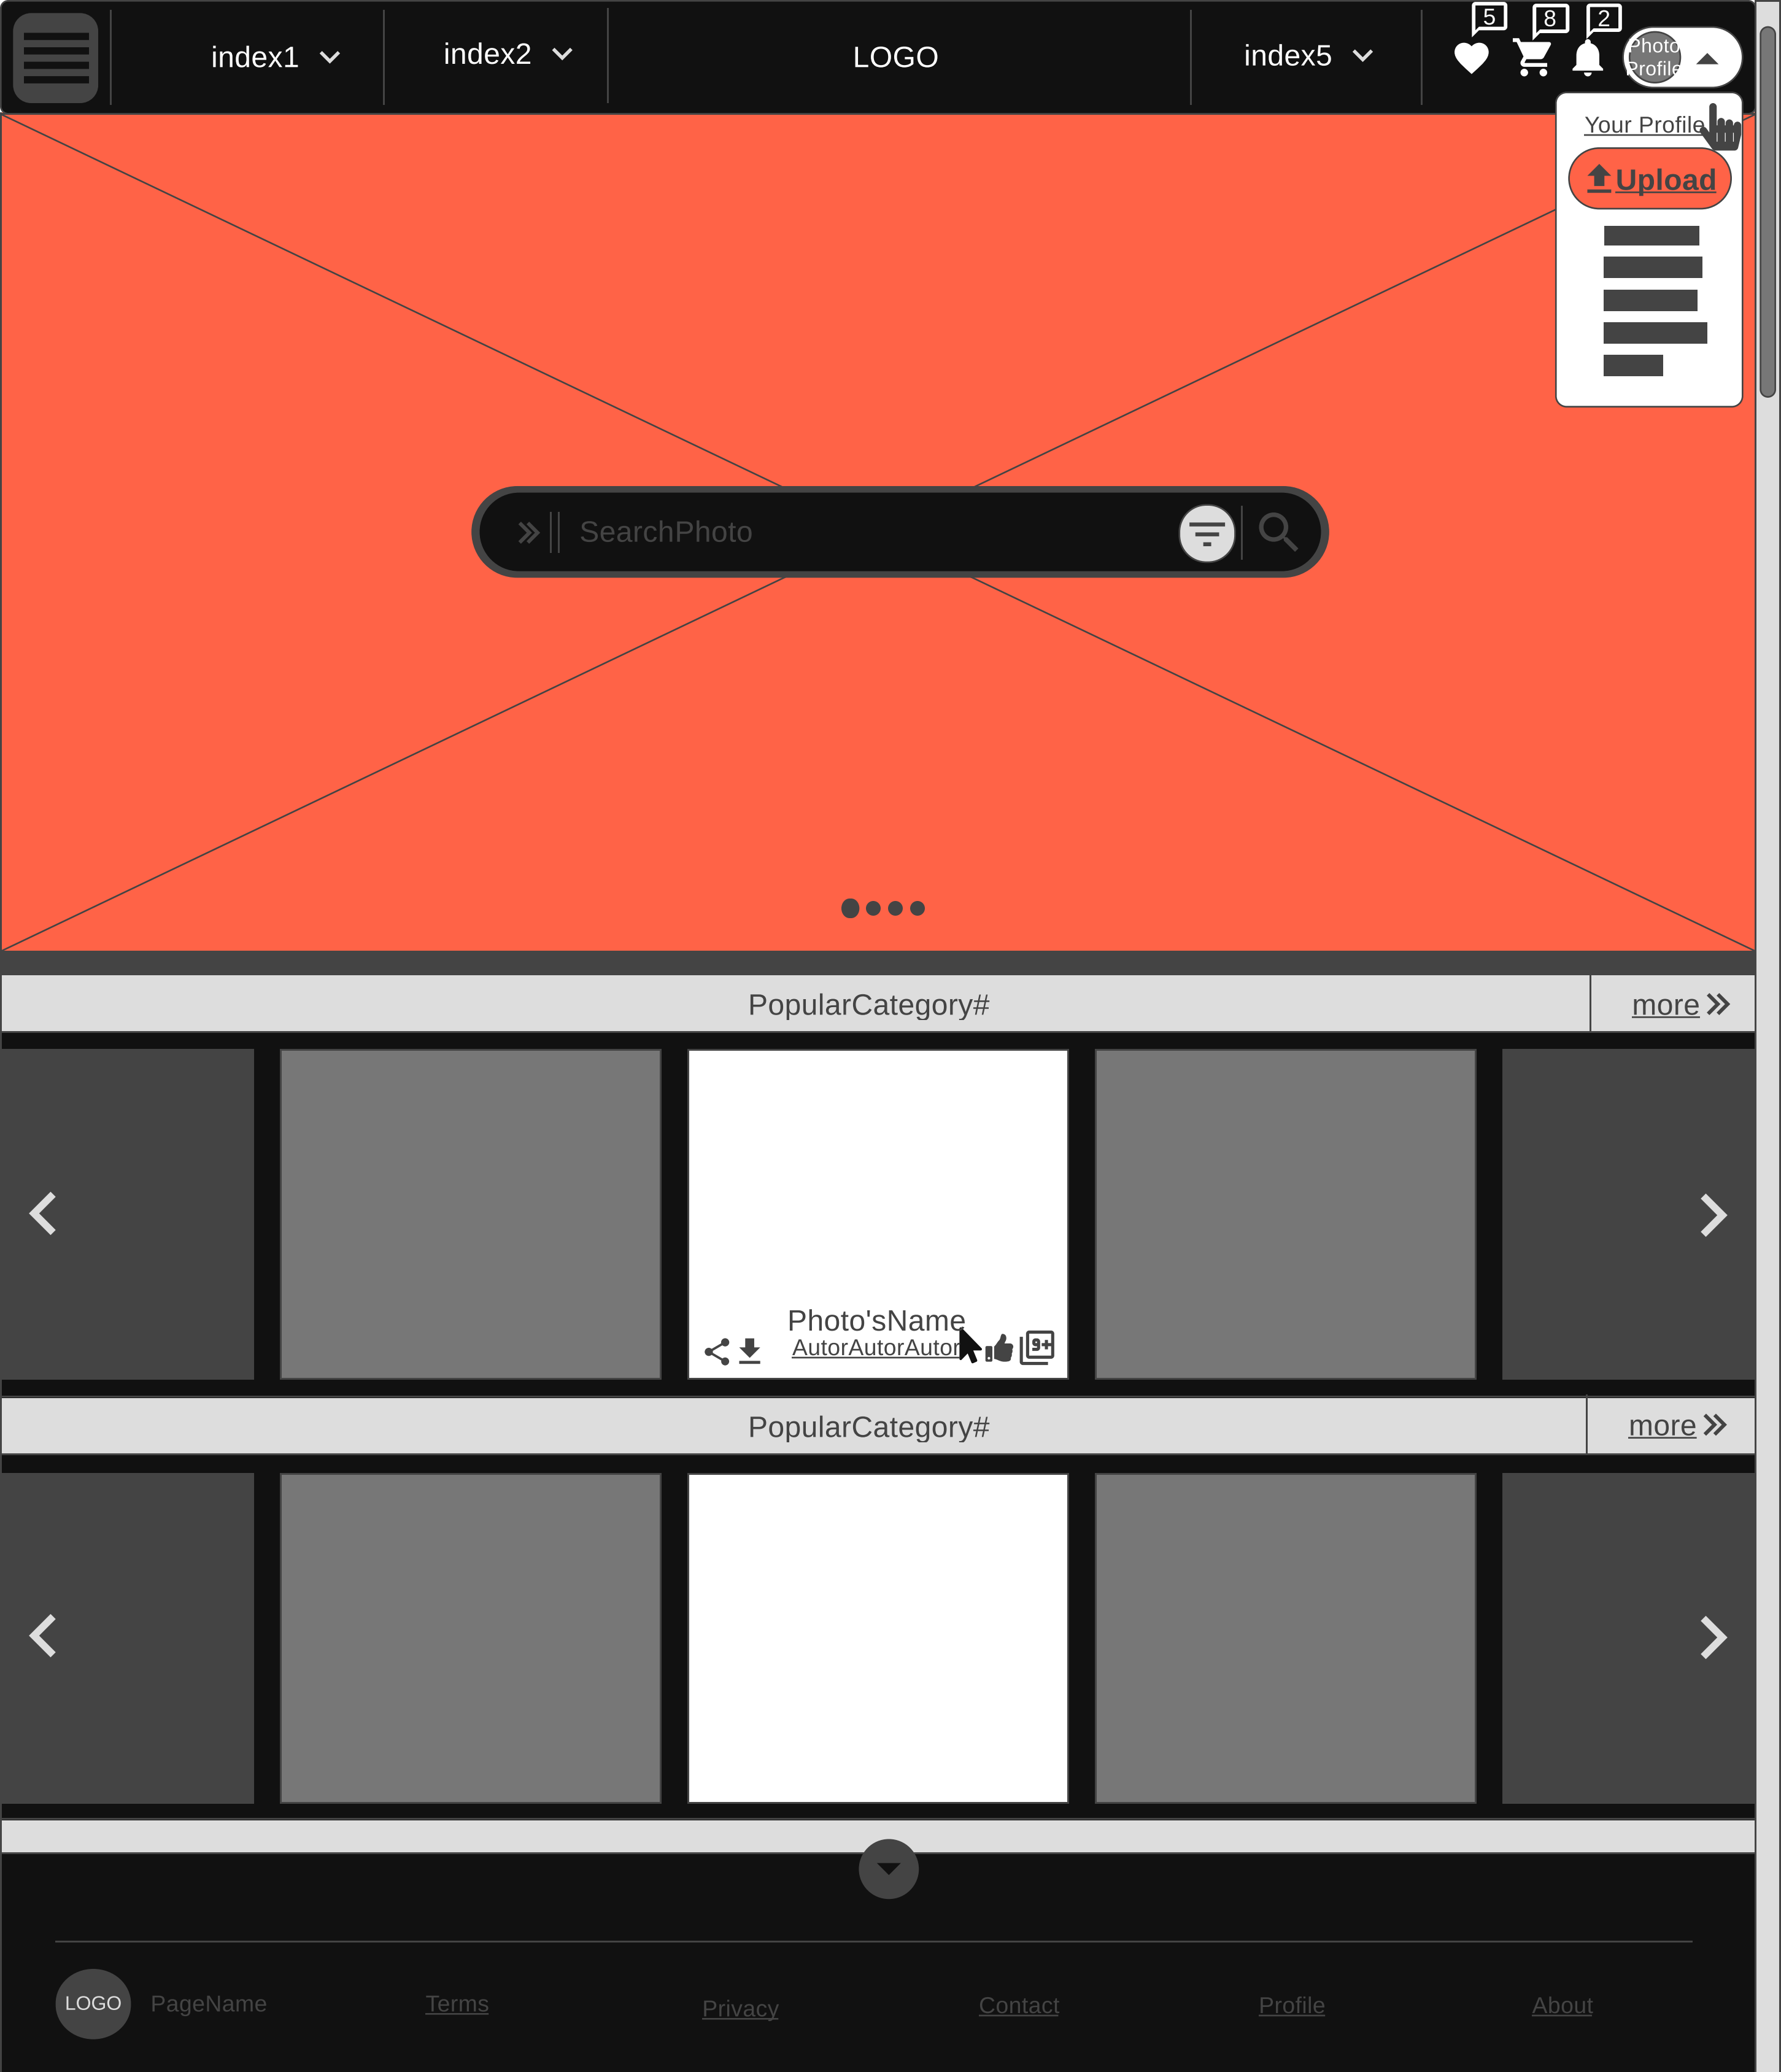 index1
index2
LOGO
index5
5
8
2
Photo
Profile
Your Profile
Upload
SearchPhoto
PopularCategory#
more
Photo'sName
AutorAutorAutor
9+
PopularCategory#
more
LOGO
PageName
Terms
Privacy
Contact
Profile
About